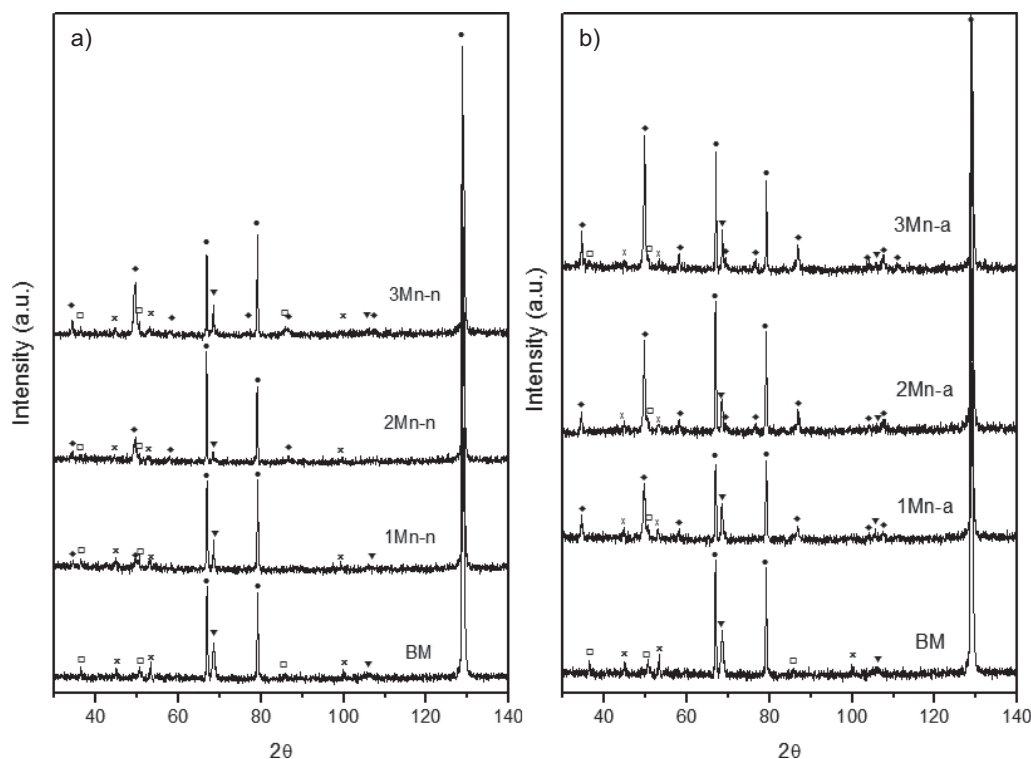 a)
Intensity (a.u.)
3Mn-n
2Mn-n
1Mn-n
BM
40 60 80 100 120 140
2θ
b)
Intensity (a.u.)
3Mn-a
2Mn-a
1Mn-a
BM
40 60 80 100 120 140
2θ